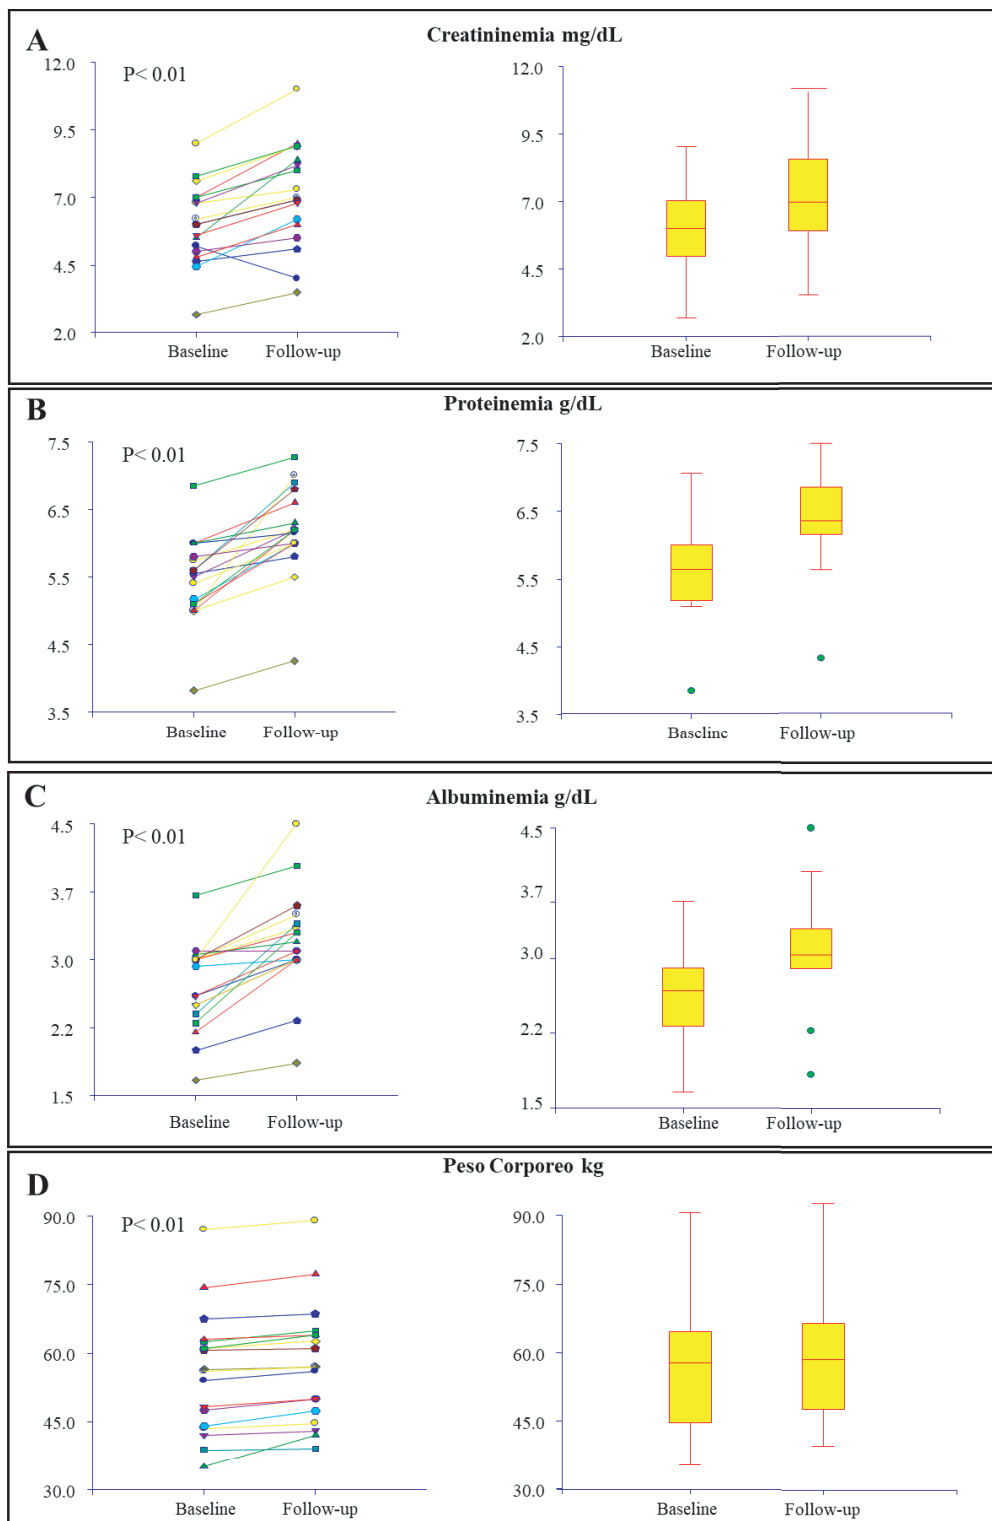 A
Creatininemia mg/dL
P< 0.01
12.0
9.5
7.0
4.5
2.0
Baseline Follow-up
12.0
9.5
7.0
4.5
2.0
Baseline Follow-up
B
Proteinemia g/dL
P< 0.01
7.5
6.5
5.5
4.5
3.5
Baseline Follow-up
7.5
6.5
5.5
4.5
3.5
Baseline Follow-up
C
Albuminemia g/dL
P< 0.01
4.5
3.7
3.0
2.2
1.5
Baseline Follow-up
4.5
3.7
3.0
2.2
1.5
Baseline Follow-up
D
Peso Corporeo kg
P< 0.01
90.0
75.0
60.0
45.0
30.0
Baseline Follow-up
90.0
75.0
60.0
45.0
30.0
Baseline Follow-up